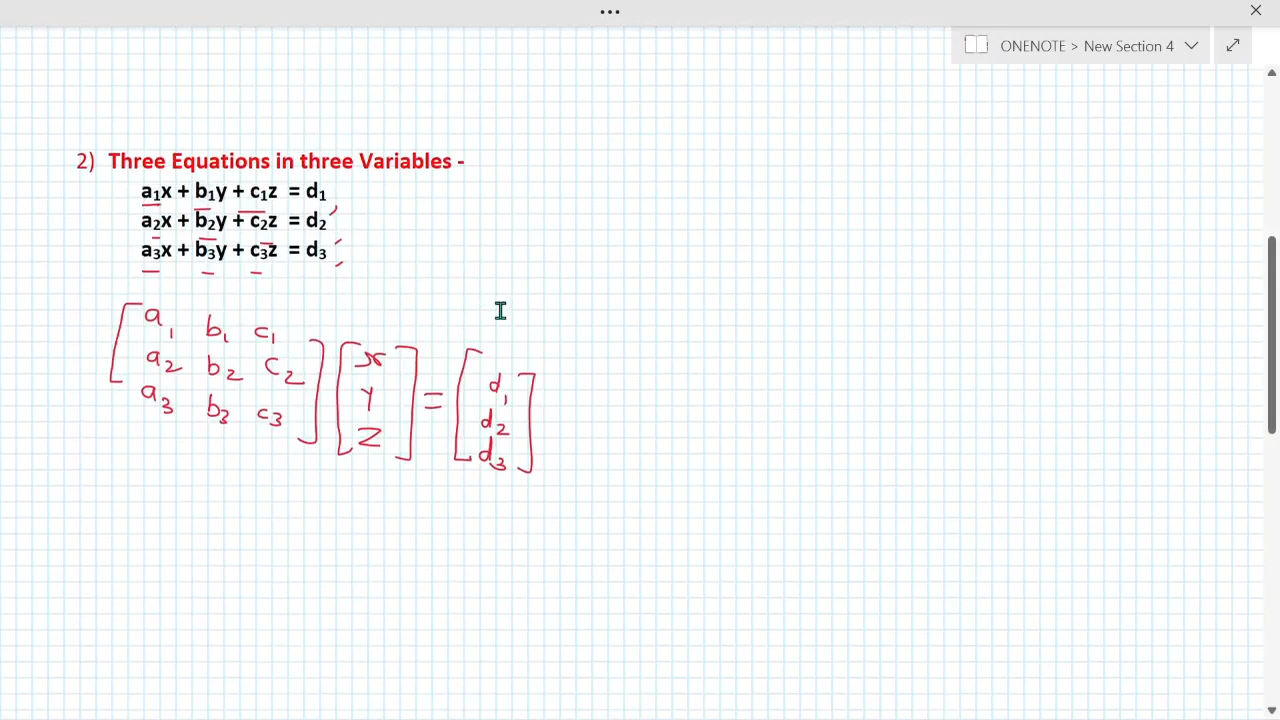 ONENOTE > New Section 4
2) Three Equations in three Variables -
a₁x + b₁y + c₁z = d₁,
a₂x + b₂y + c₂z = d₂
a₃x + b₃y + c₃z = d₃
[a₁ b₁ c₁
a₂ b₂ c₂
a₃ b₃ c₃] [x
y
z] = [d₁
d₂
d₃]